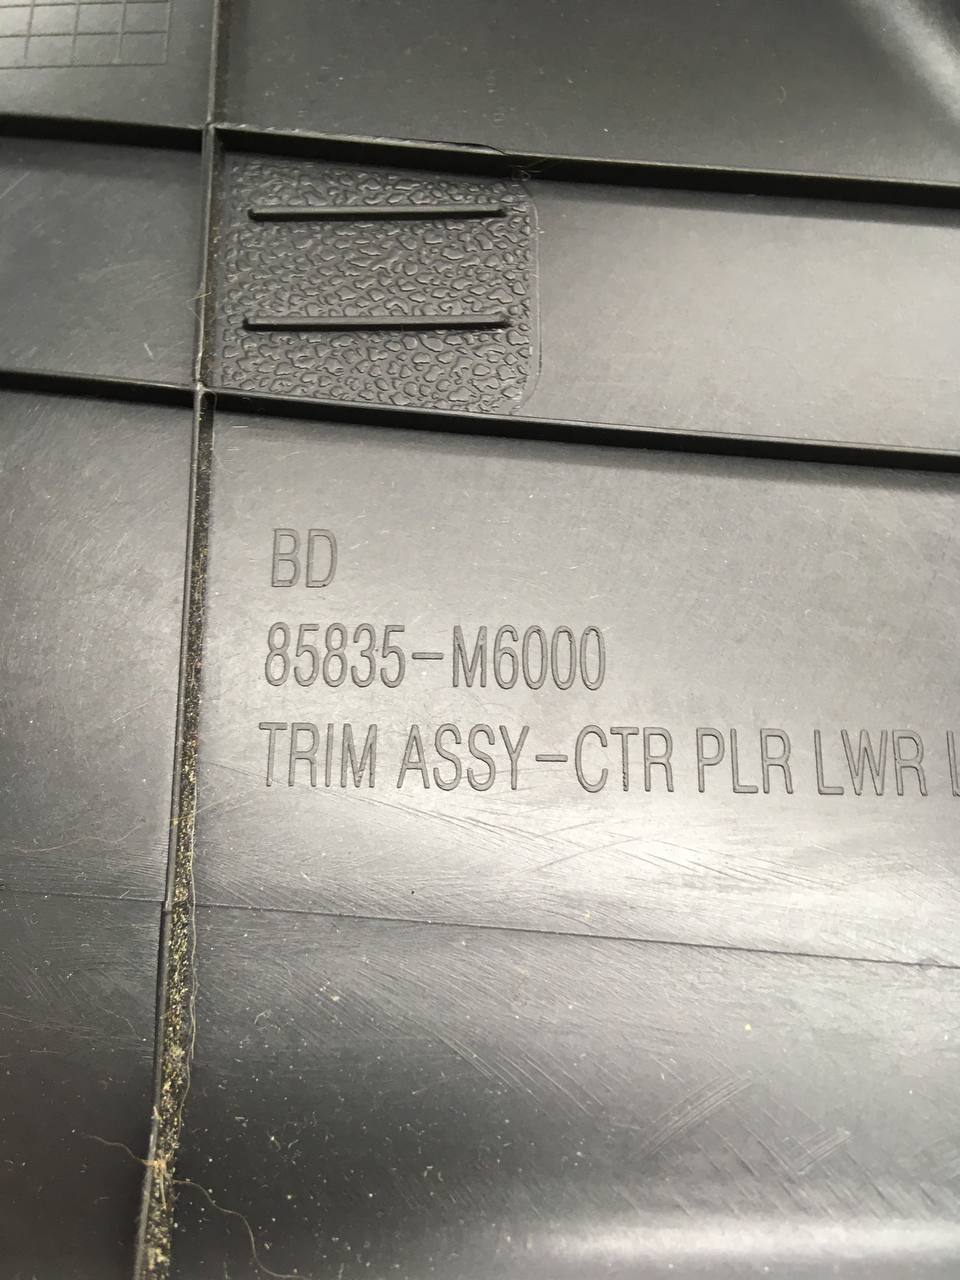 BD
85835-M6000
TRIM ASSY-CTR PLR LWR L